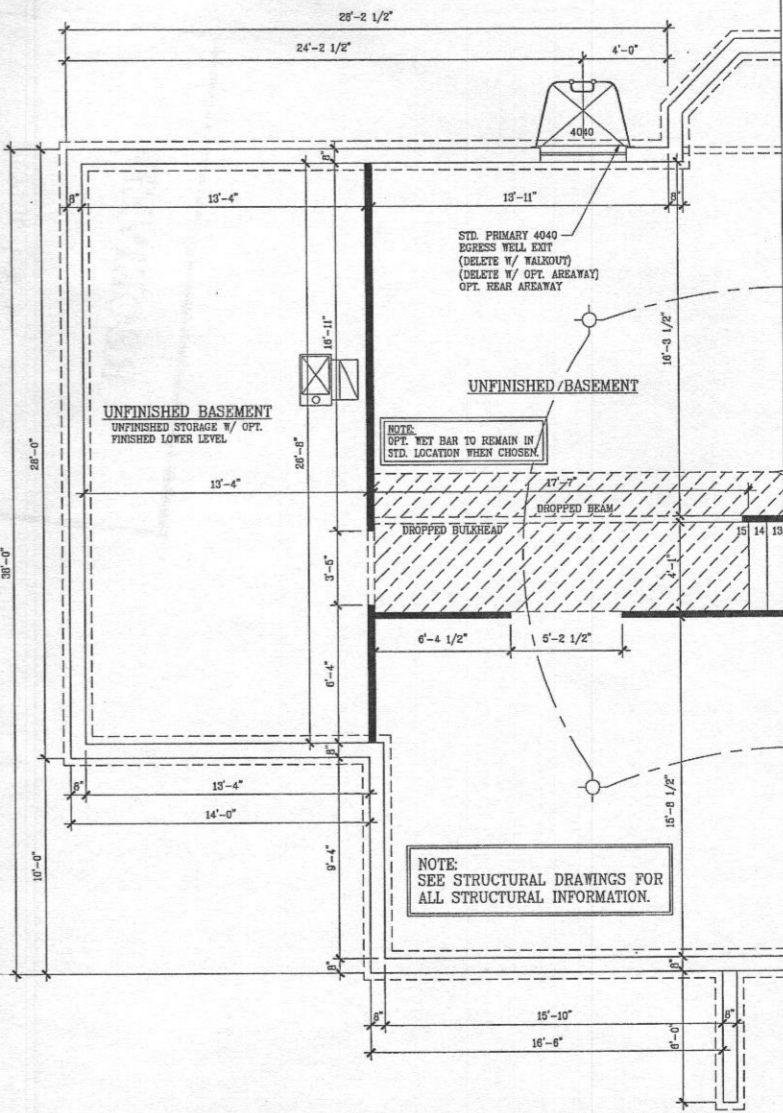 28'-2 1/2"
24'-2 1/2"
4'-0"
4040
8"
8"
13'-4"
13'-11"
8"
STD. PRIMARY 4040
EGRESS WELL EXIT
(DELETE W/ WALKOUT)
(DELETE W/ OPT. AREAWAY)
OPT. REAR AREAWAY
16'-11"
16'-3 1/2"
UNFINISHED BASEMENT
UNFINISHED BASEMENT
UNFINISHED STORAGE W/ OPT.
FINISHED LOWER LEVEL
NOTE:
OPT. WET BAR TO REMAIN IN
STD. LOCATION WHEN CHOSEN.
28'-0"
26'-8"
13'-4"
17'-7"
DROPPED BEAM
DROPPED BULKHEAD
15 14 13
38'-0"
3'-6"
4'-1"
6'-4 1/2"
5'-2 1/2"
6'-4"
8"
8"
13'-4"
14'-0"
15'-8 1/2"
10'-0"
9'-4"
NOTE:
SEE STRUCTURAL DRAWINGS FOR
ALL STRUCTURAL INFORMATION.
8"
8"
8"
15'-10"
8"
16'-6"
6'-0"